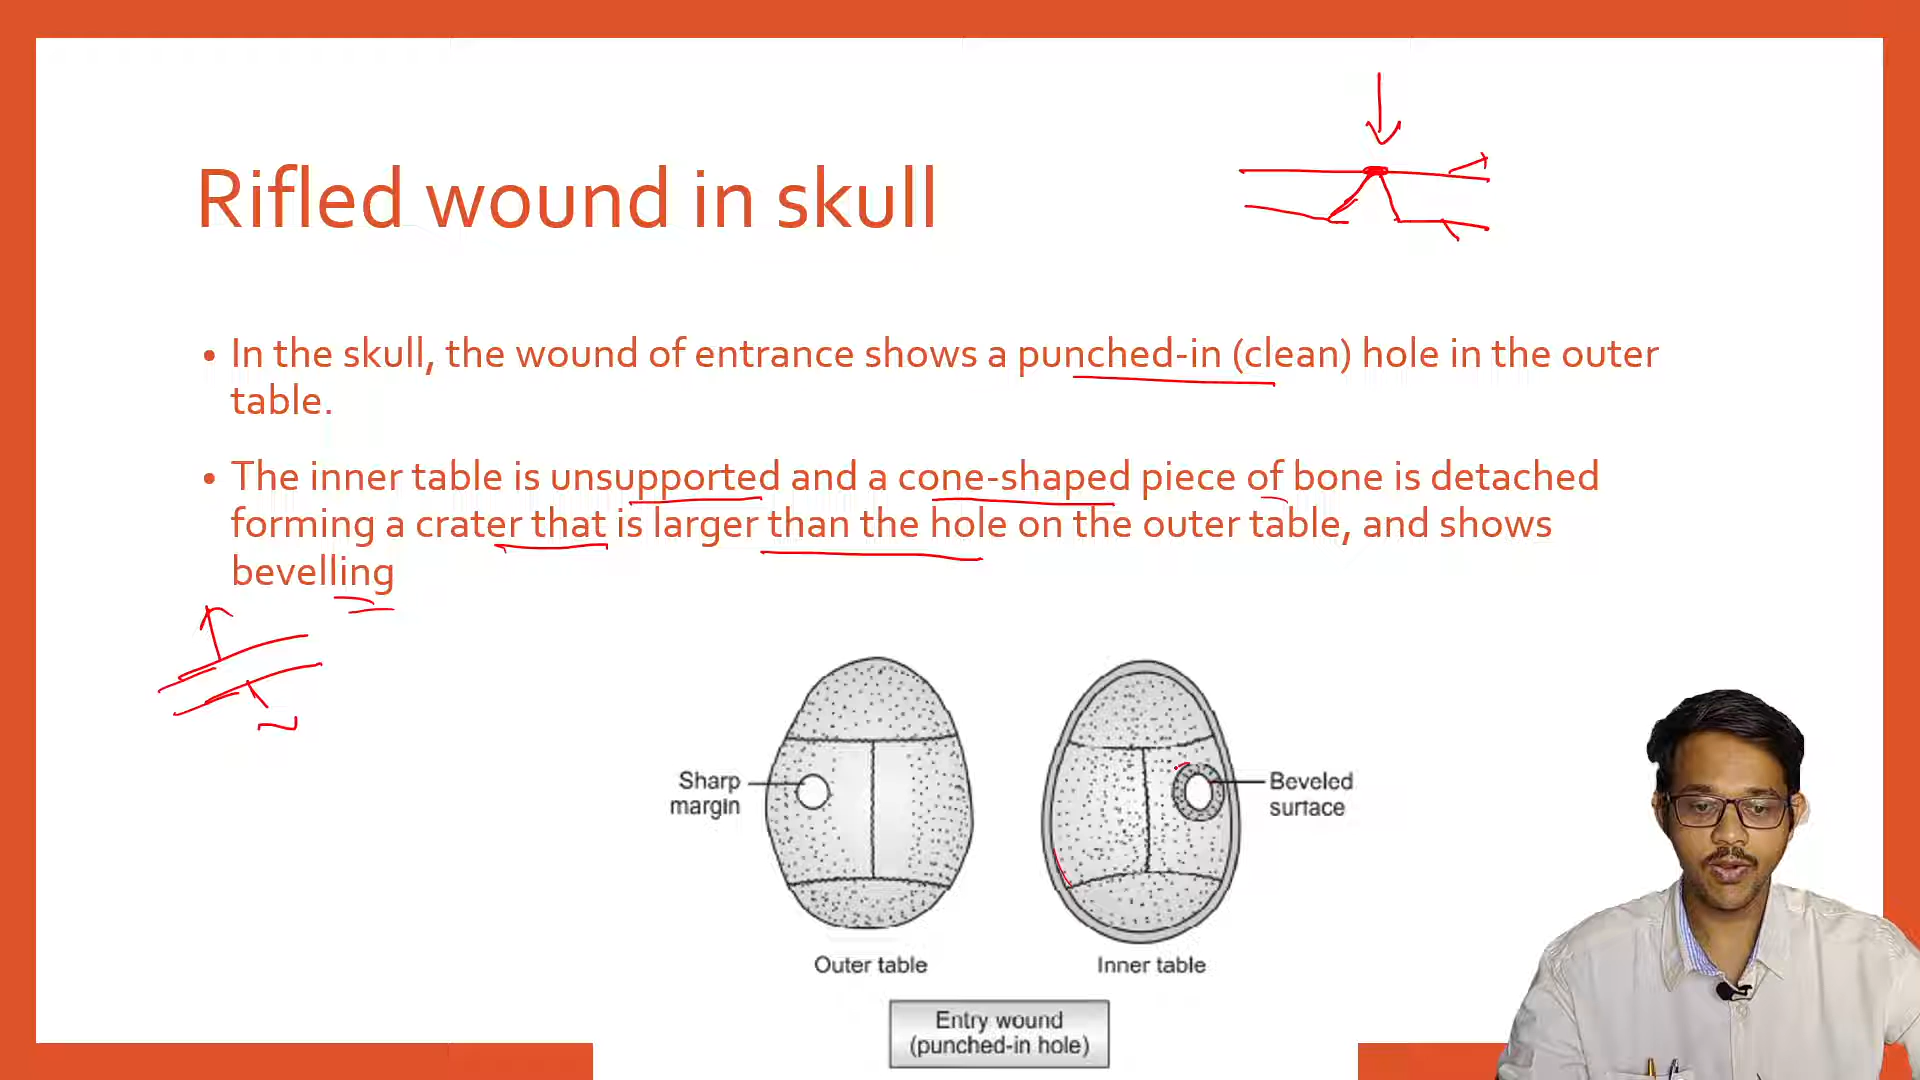 Rifled wound in skull
• In the skull, the wound of entrance shows a punched-in (clean) hole in the outer
table.
• The inner table is unsupported and a cone-shaped piece of bone is detached
forming a crater that is larger than the hole on the outer table, and shows
bevelling
Sharp
margin
Beveled
surtace
Outer table
Inner table
Entry wound
(punched-in hole)